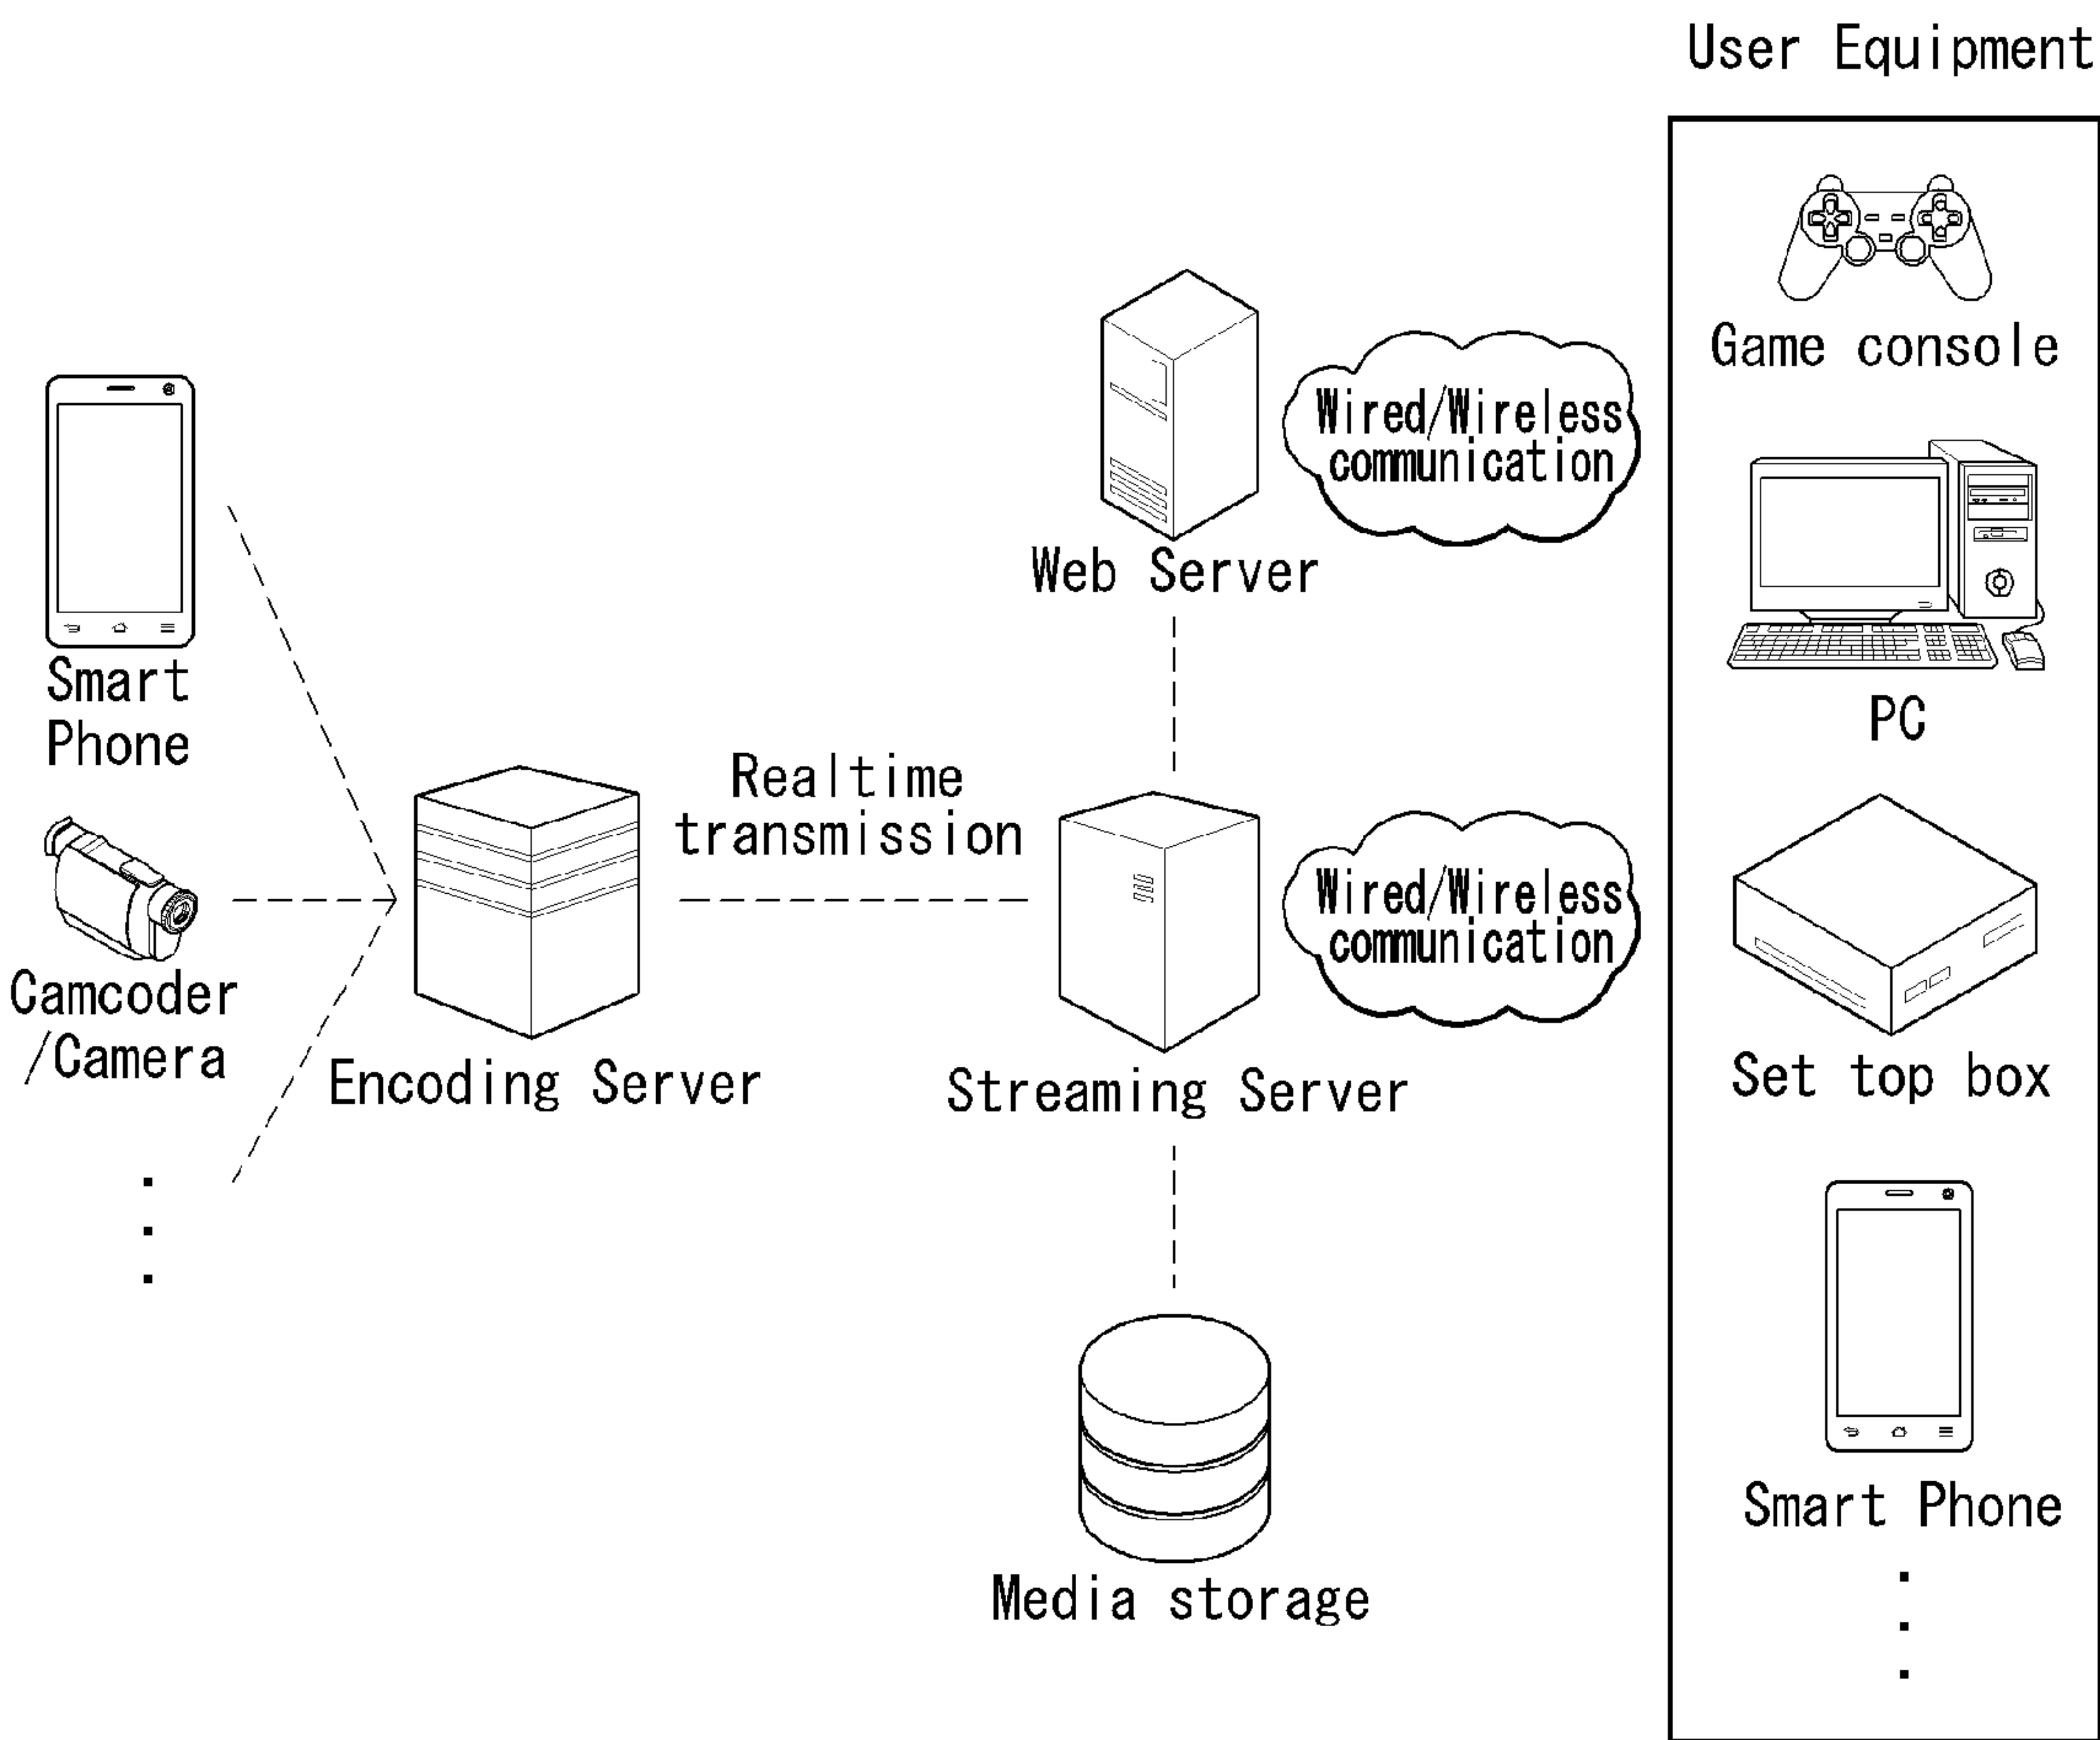 User Equipment
Game console
Wired/Wireless
communication
Web Server
Smart
Phone
PC
Realtime
transmission
Wired/Wireless
communication
Camcoder
/Camera
Encoding Server
Streaming Server
Set top box
Smart Phone
Media storage